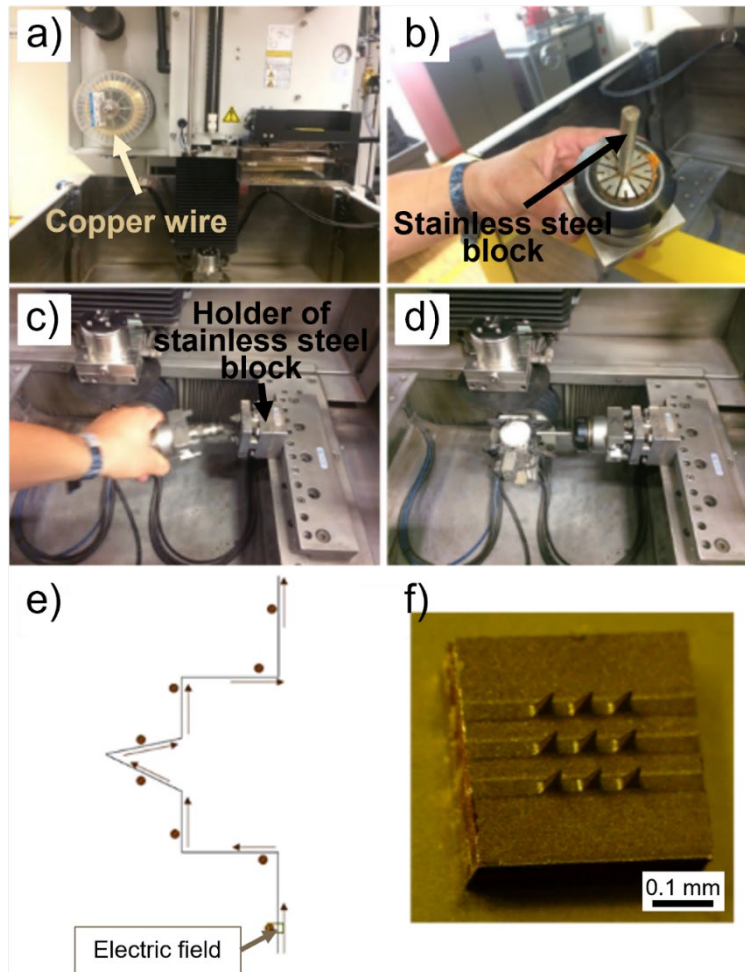 a)
Copper wire
b)
Stainless steel
block
c)
Holder of
stainless steel
block
d)
e)
Electric field
f)
0.1 mm